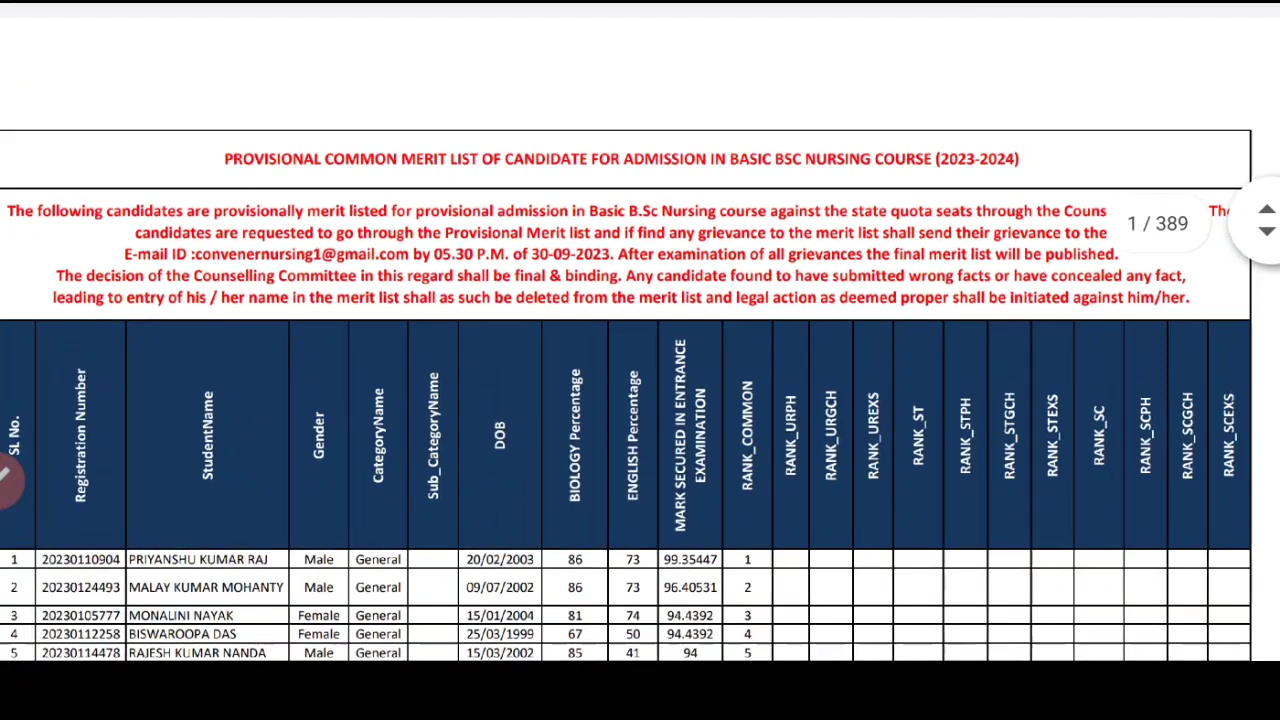 PROVISIONAL COMMON MERIT LIST OF CANDIDATE FOR ADMISSION IN BASIC BSC NURSING COURSE (2023-2024)
The following candidates are provisionally merit listed for provisional admission in Basic B.Sc Nursing course against the state quota seats through the Couns
1 / 389
candidates are requested to go through the Provisional Merit list and if find any grievance to the merit list shall send their grievance to the
E-mail ID :convenernursing1@gmail.com by 05.30 P.M. of 30-09-2023. After examination of all grievances the final merit list will be published.
The decision of the Counselling Committee in this regard shall be final & binding. Any candidate found to have submitted wrong facts or have concealed any fact,
leading to entry of his / her name in the merit list shall as such be deleted from the merit list and legal action as deemed proper shall be initiated against him/her.
SL No. Registration Number StudentName Gender CategoryName Sub_CategoryName DOB BIOLOGY Percentage ENGLISH Percentage MARK SECURED IN ENTRANCE EXAMINATION RANK_COMMON RANK_URPH RANK_URGCH RANK_UREXS RANK_ST RANK_STPH RANK_STGCH RANK_STEXS RANK_SC RANK_SCPH RANK_SCGCH RANK_SCEXS
1 20230110904 PRIYANSHU KUMAR RAJ Male General 20/02/2003 86 73 99.35447 1
2 20230124493 MALAY KUMAR MOHANTY Male General 09/07/2002 86 73 96.40531 2
3 20230105777 MONALINI NAYAK Female General 15/01/2004 81 74 94.4392 3
4 20230112258 BISWAROOPA DAS Female General 25/03/1999 67 50 94.4392 4
5 20230114478 RAJESH KUMAR NANDA Male General 15/03/2002 85 41 94 5